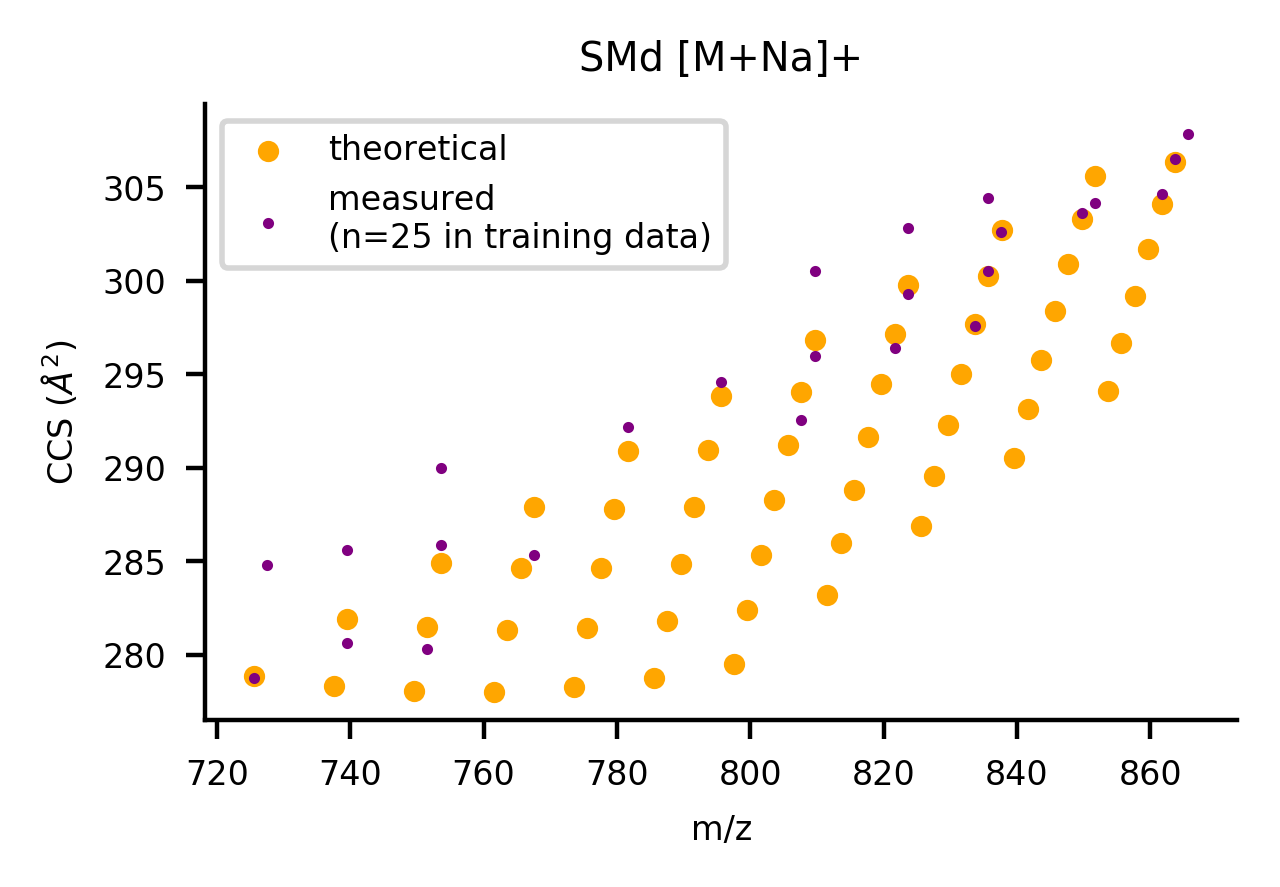 SMd [M+Na]+
theoretical
measured
(n=25 in training data)
CCS (Å²)
305
300
295
290
285
280
720 740 760 780 800 820 840 860
m/z